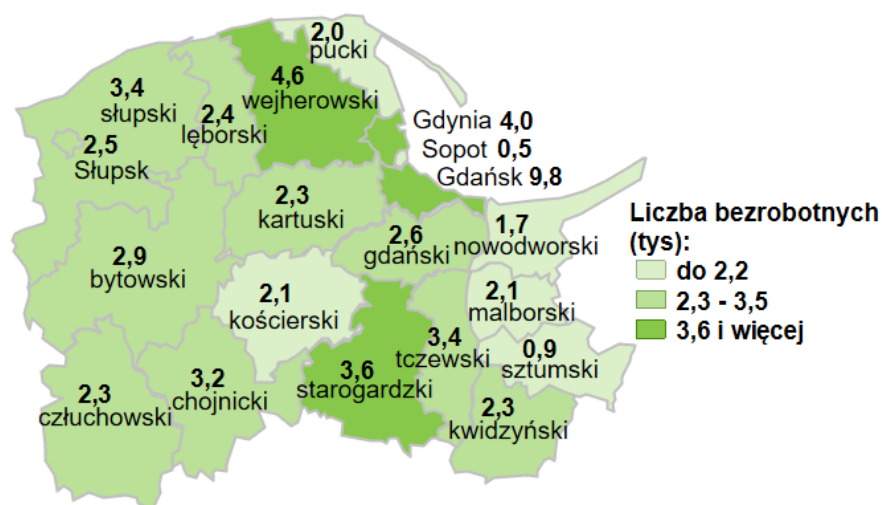 2,0
pucki
4,6
wejherowski
3,4
słupski
2,4
lęborski
2,5
Słupsk
Gdynia 4,0
Sopot 0,5
Gdańsk 9,8
2,3
kartuski
2,6
gdański
1,7
nowodworski
2,9
bytowski
2,1
kościerski
2,1
malborski
3,4
tczewski
0,9
sztumski
3,6
starogardzki
2,3
człuchowski
3,2
chojnicki
2,3
kwidzyński
Liczba bezrobotnych
(tys):
do 2,2
2,3 - 3,5
3,6 i więcej